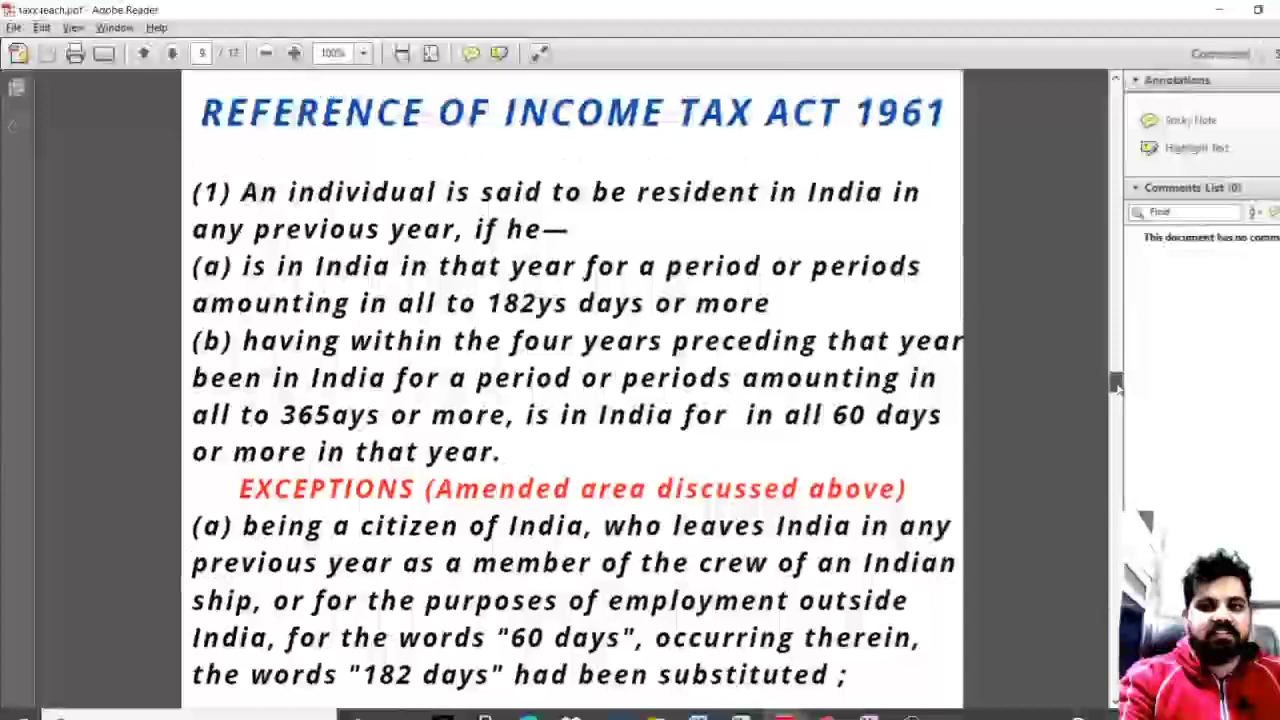 taxx teach.pdf - Adobe Reader
File Edit View Window Help
9 / 12 100% Comment
REFERENCE OF INCOME TAX ACT 1961
(1) An individual is said to be resident in India in
any previous year, if he—
(a) is in India in that year for a period or periods
amounting in all to 182ys days or more
(b) having within the four years preceding that year
been in India for a period or periods amounting in
all to 365ays or more, is in India for in all 60 days
or more in that year.
EXCEPTIONS (Amended area discussed above)
(a) being a citizen of India, who leaves India in any
previous year as a member of the crew of an Indian
ship, or for the purposes of employment outside
India, for the words "60 days", occurring therein,
the words "182 days" had been substituted ;
Annotations
Sticky Note
Highlight Text
Comments List (0)
Find
This document has no comm